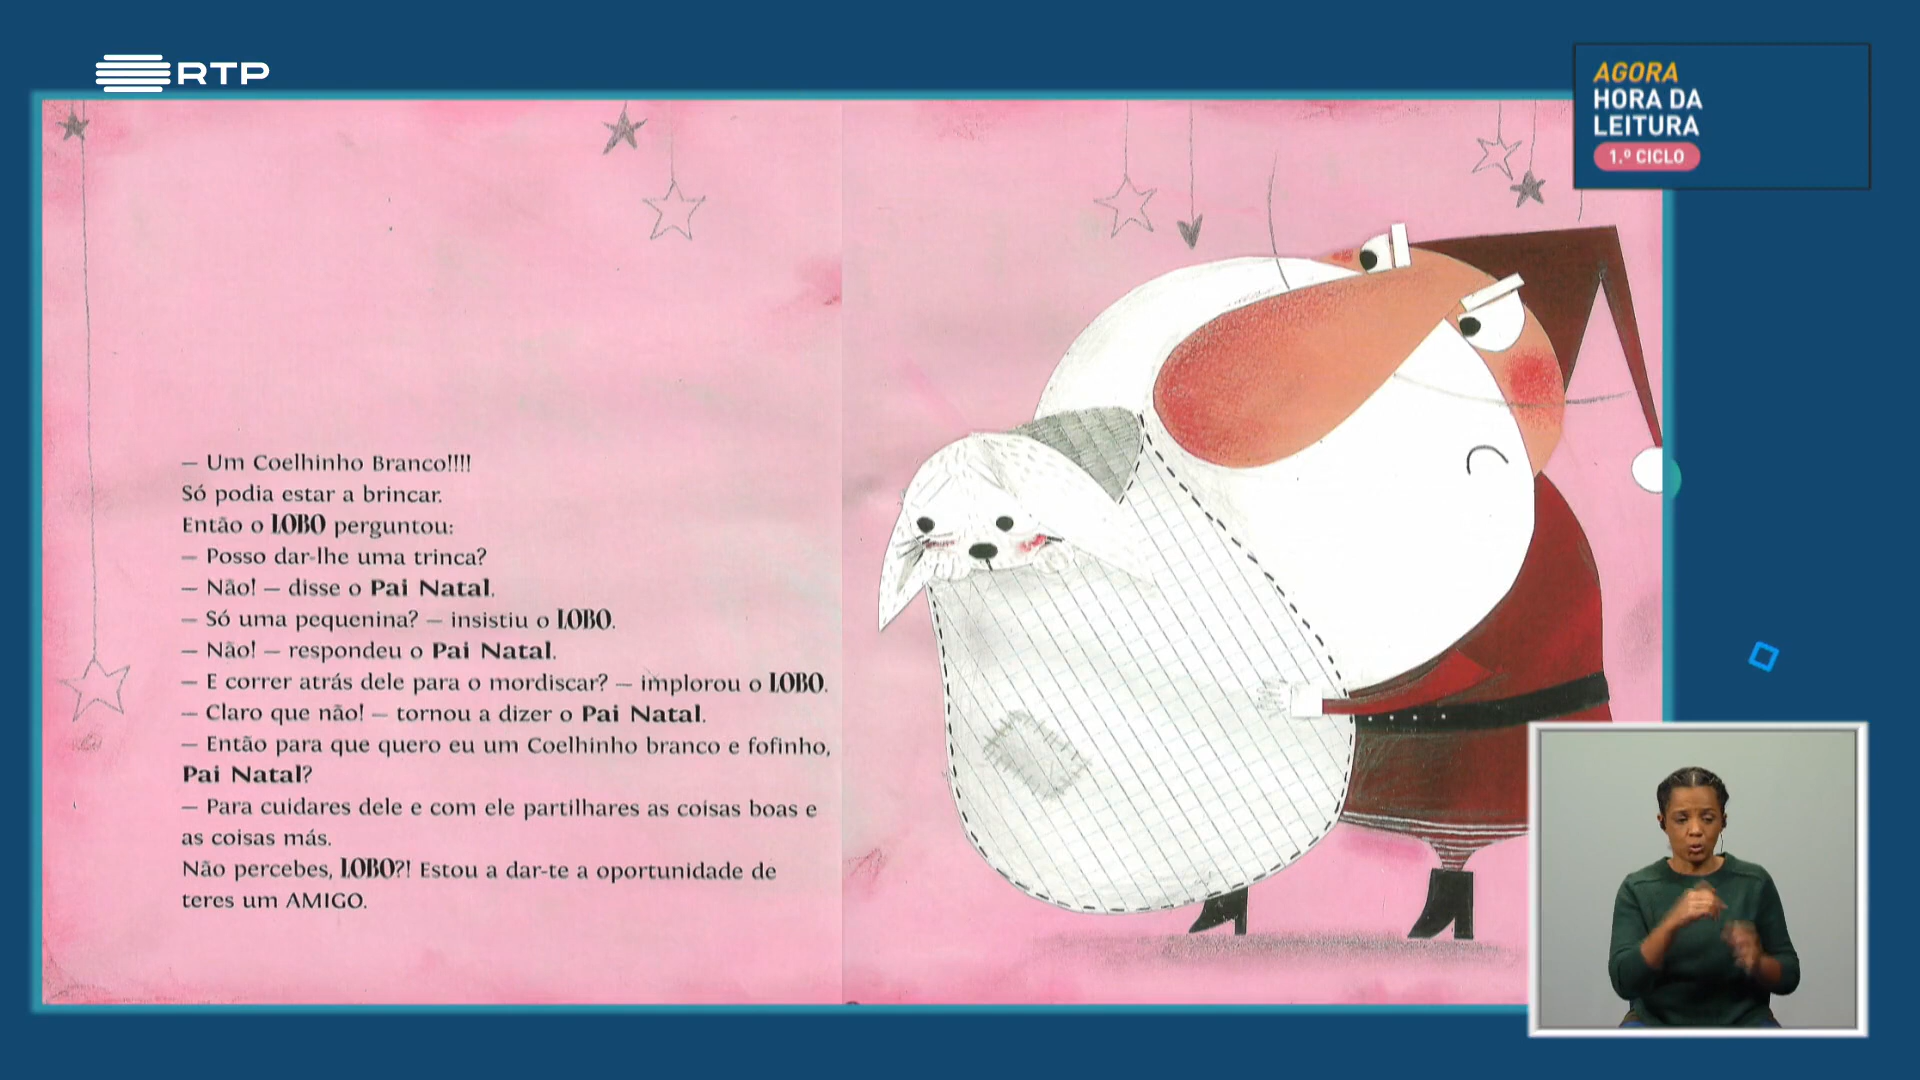 RTP
AGORA
HORA DA
LEITURA
1.º CICLO
— Um Coelhinho Branco!!!!
Só podia estar a brincar.
Então o LOBO perguntou:
— Posso dar-lhe uma trinca?
— Não! — disse o Pai Natal.
— Só uma pequenina? — insistiu o LOBO.
— Não! — respondeu o Pai Natal.
— E correr atrás dele para o mordiscar? — implorou o LOBO.
— Claro que não! — tornou a dizer o Pai Natal.
— Então para que quero eu um Coelhinho branco e fofinho,
Pai Natal?
— Para cuidares dele e com ele partilhares as coisas boas e
as coisas más.
Não percebes, LOBO?! Estou a dar-te a oportunidade de
teres um AMIGO.